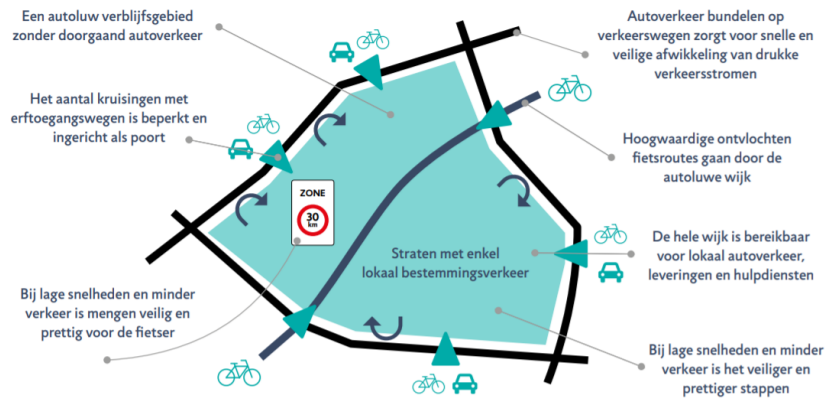 Een autoluw verblijfsgebied
zonder doorgaand autoverkeer
Autoverkeer bundelen op
verkeerswegen zorgt voor snelle en
veilige afwikkeling van drukke
verkeersstromen
Het aantal kruisingen met
erftoegangswegen is beperkt en
ingericht als poort
Hoogwaardige ontvlochten
fietsroutes gaan door de
autoluwe wijk
ZONE
30
km
Straten met enkel
lokaal bestemmingsverkeer
De hele wijk is bereikbaar
voor lokaal autoverkeer,
leveringen en hulpdiensten
Bij lage snelheden en minder
verkeer is mengen veilig en
prettig voor de fietser
Bij lage snelheden en minder
verkeer is het veiliger en
prettiger stappen